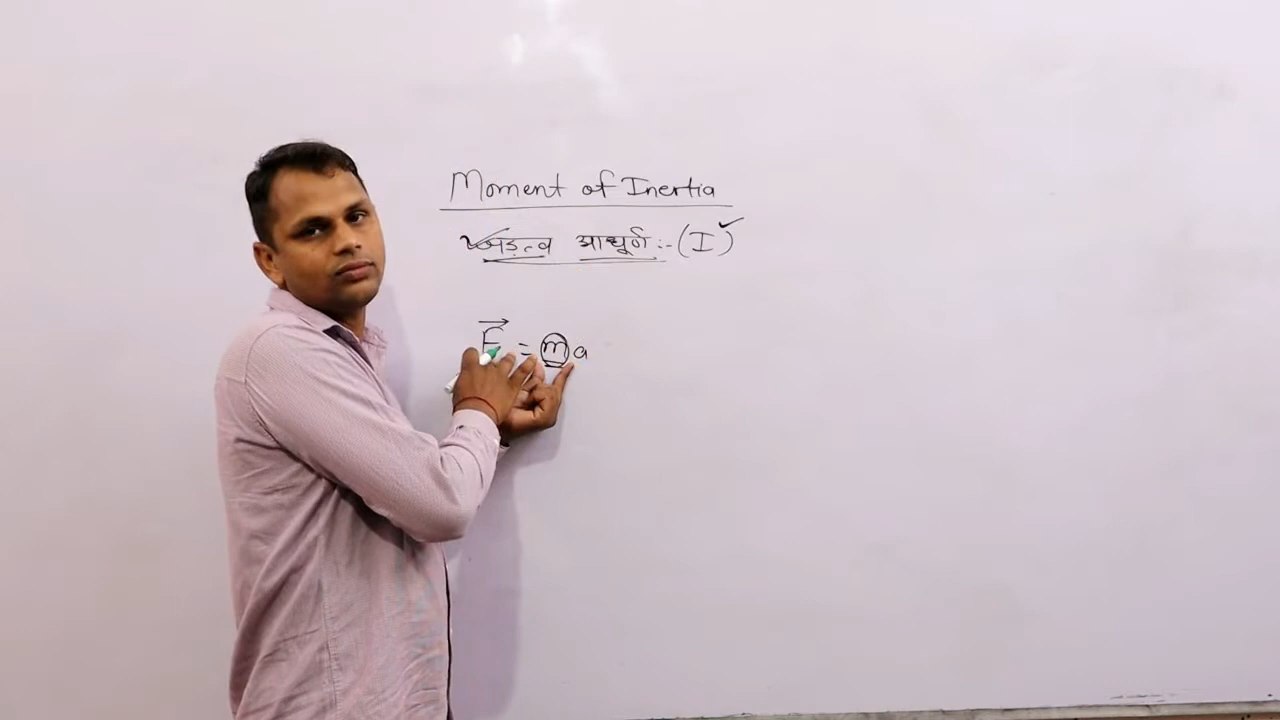 Moment of Inertia
जड़त्व आघूर्ण :- (I)
F = ma